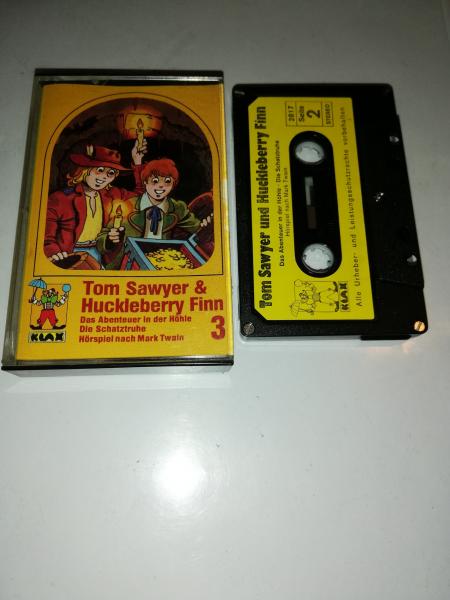 Tom Sawyer &
Huckleberry Finn
Das Abenteuer in der Höhle
Die Schatztruhe
Hörspiel nach Mark Twain
3
KLAX
Tom Sawyer und Huckleberry Finn
Das Abenteuer in der Höhle · Die Schatztruhe
Hörspiel nach Mark Twain
2817
Seite
2
STEREO
KLAX
Alle Urheber- und Leistungsschutzrechte vorbehalten